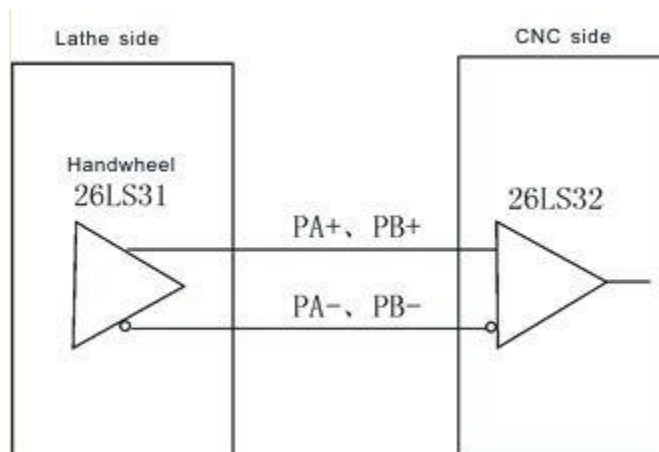 Lathe side
CNC side
Handwheel
26LS31
26LS32
PA+、PB+
PA-、PB-